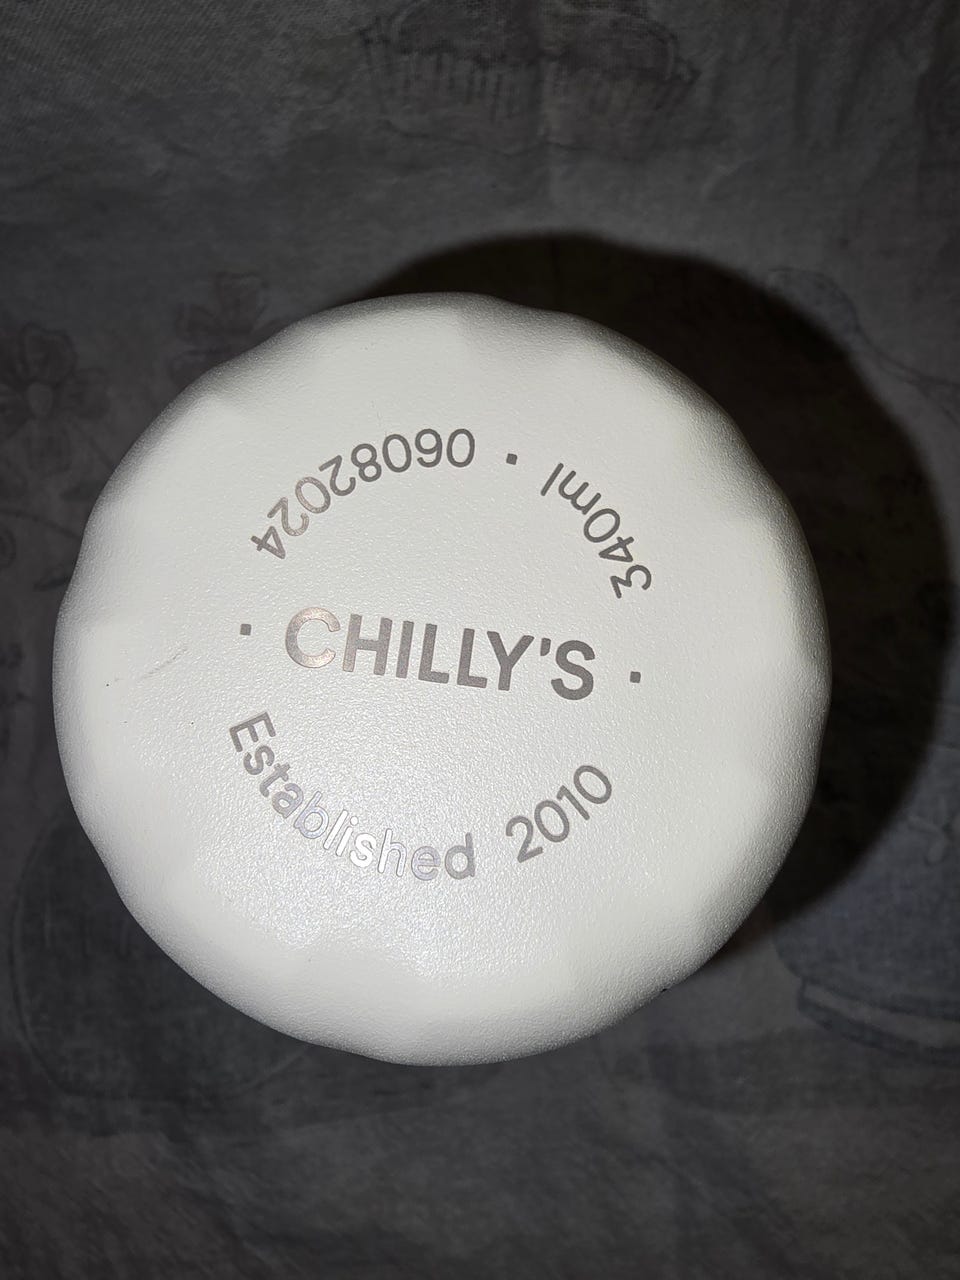 340ml · 06082024
· CHILLY'S ·
Established 2010